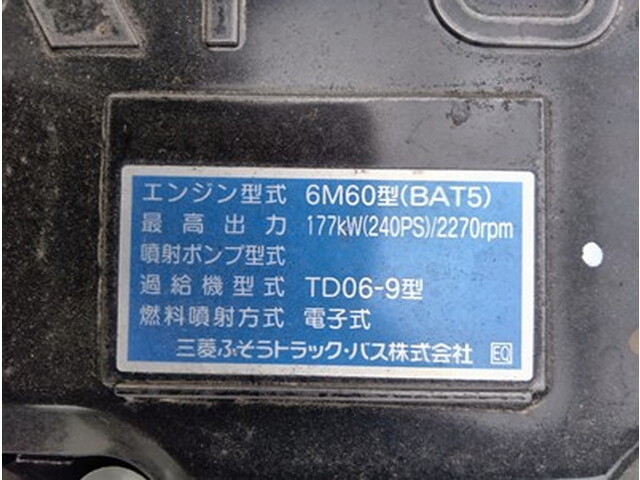 エンジン型式 6M60型(BAT5)
最高出力 177kW(240PS)/2270rpm
噴射ポンプ型式
過給機型式 TD06-9型
燃料噴射方式 電子式
三菱ふそうトラック・バス株式会社 EQ